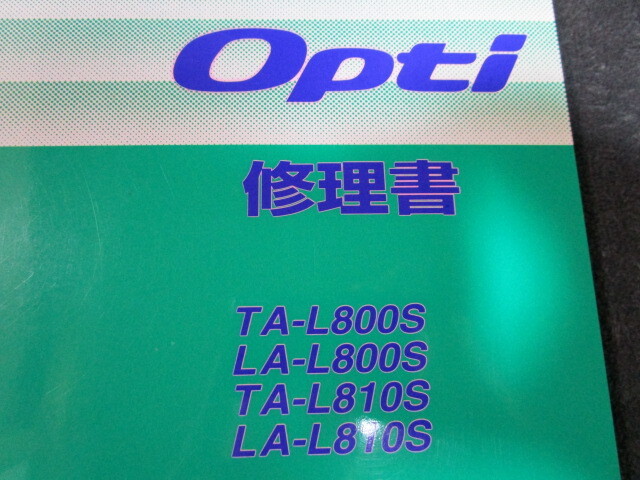 Opti
修理書
TA-L800S
LA-L800S
TA-L810S
LA-L810S